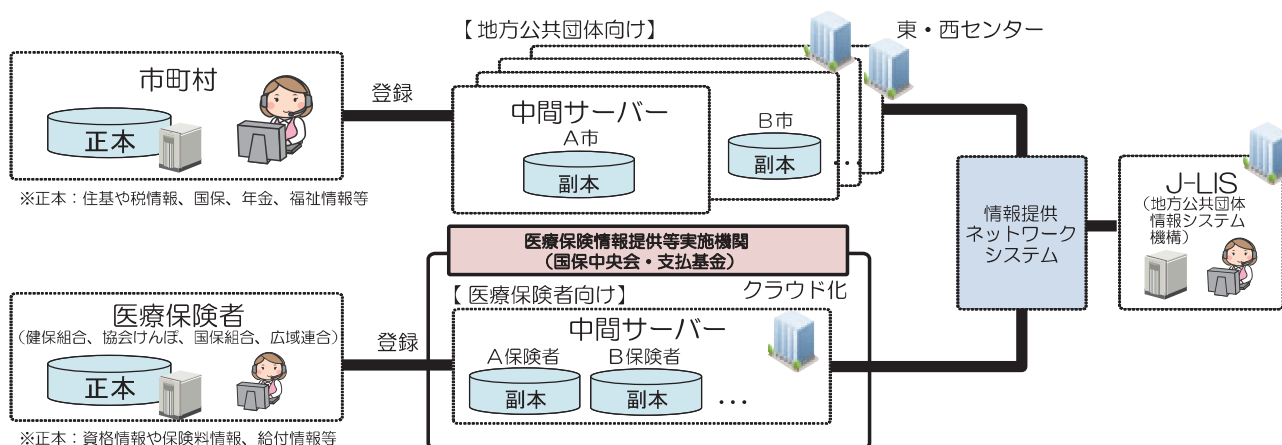 【 地方公共団体向け】
東・西センター
市町村
正本
登録
中間サーバー
A市
副本
B市
副本
...
※正本：住基や税情報、国保、年金、福祉情報等
情報提供
ネットワーク
システム
J-LIS
（地方公共団体
情報システム
機構）
医療保険情報提供等実施機関
（国保中央会・支払基金）
クラウド化
【 医療保険者向け】
医療保険者
（健保組合、協会けんぽ、国保組合、広域連合）
正本
登録
中間サーバー
A保険者
副本
B保険者
副本
...
※正本：資格情報や保険料情報、給付情報等